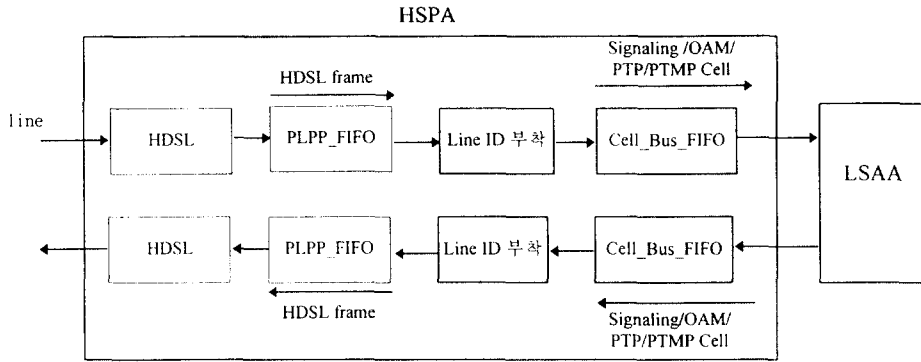 HSPA
Signaling /OAM/
PTP/PTMP Cell
HDSL frame
line
HDSL
PLPP_FIFO
Line ID 부착
Cell_Bus_FIFO
LSAA
HDSL
PLPP_FIFO
Line ID 부착
Cell_Bus_FIFO
HDSL frame
Signaling/OAM/
PTP/PTMP Cell